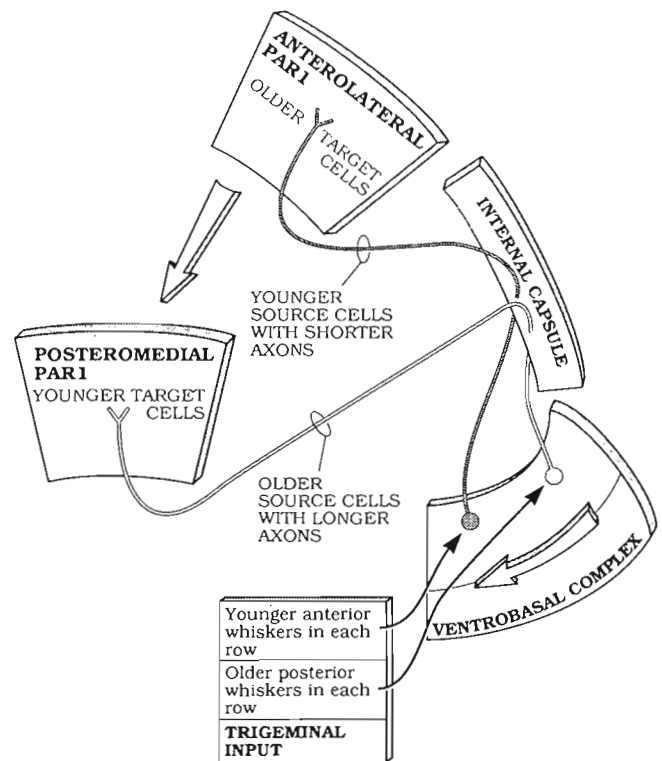 ANTEROLATERAL
PAR1
OLDER TARGET
CELLS
INTERNAL CAPSULE
YOUNGER
SOURCE CELLS
WITH SHORTER
AXONS
POSTEROMEDIAL
PAR1
YOUNGER TARGET
CELLS
OLDER
SOURCE CELLS
WITH LONGER
AXONS
VENTROBASAL COMPLEX
Younger anterior
whiskers in each
row
Older posterior
whiskers in each
row
TRIGEMINAL
INPUT